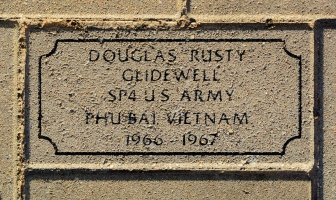 DOUGLAS RUSTY
GLIDEWELL
SP4 U S ARMY
PHU BAI VIETNAM
1966-1967